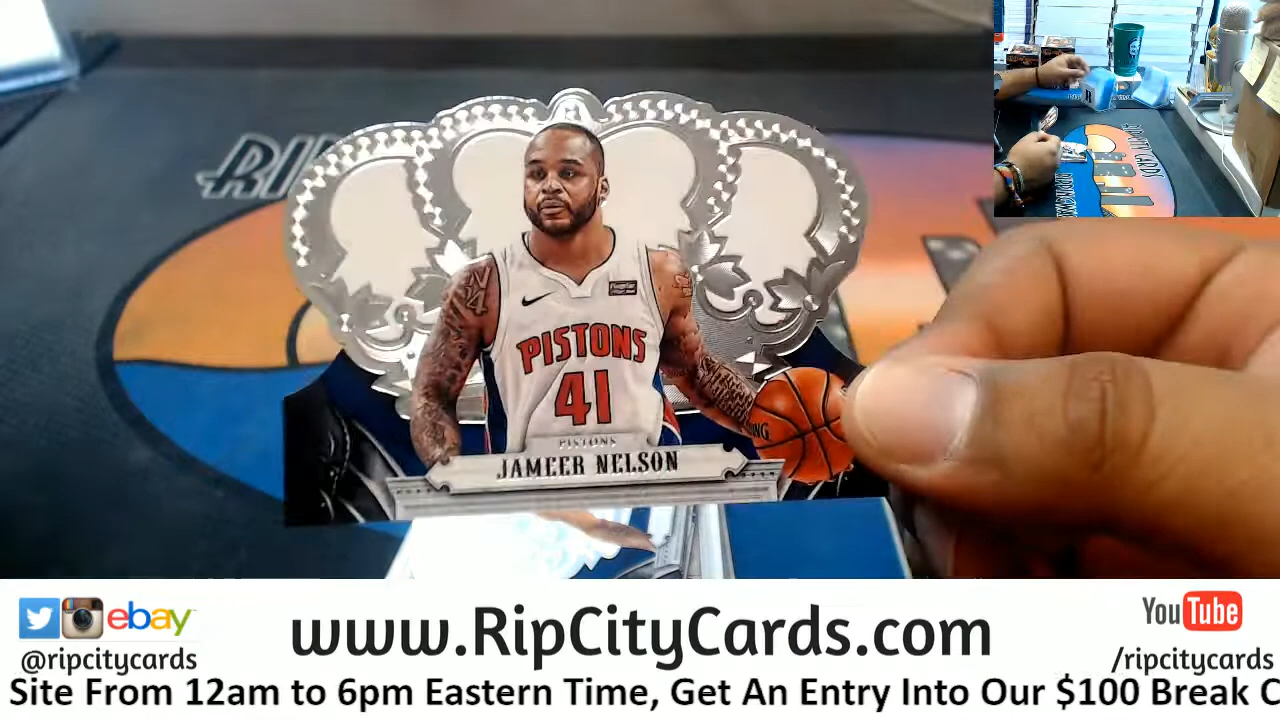 RI
PISTONS
41
PISTONS
JAMEER NELSON
ebay
@ripcitycards
www.RipCityCards.com
YouTube
/ripcitycards
Site From 12am to 6pm Eastern Time, Get An Entry Into Our $100 Break C